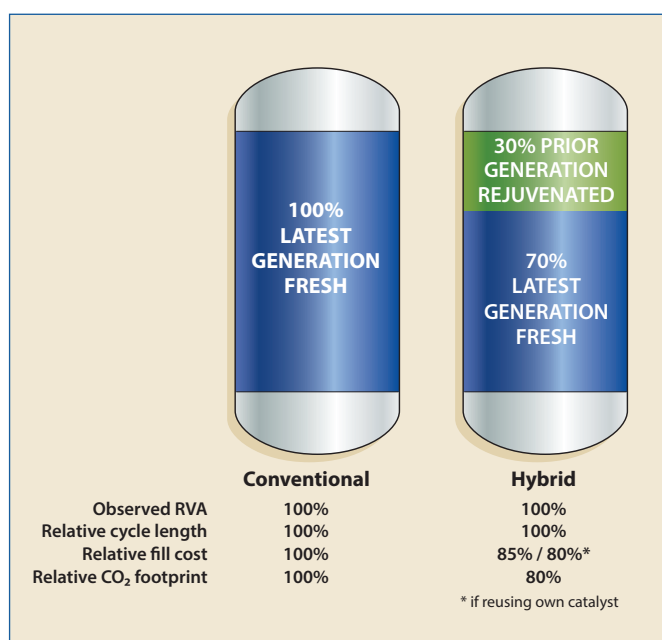 100%
LATEST
GENERATION
FRESH
30% PRIOR
GENERATION
REJUVENATED
70%
LATEST
GENERATION
FRESH
Conventional Hybrid
Observed RVA 100% 100%
Relative cycle length 100% 100%
Relative fill cost 100% 85% / 80%*
Relative CO₂ footprint 100% 80%
* if reusing own catalyst